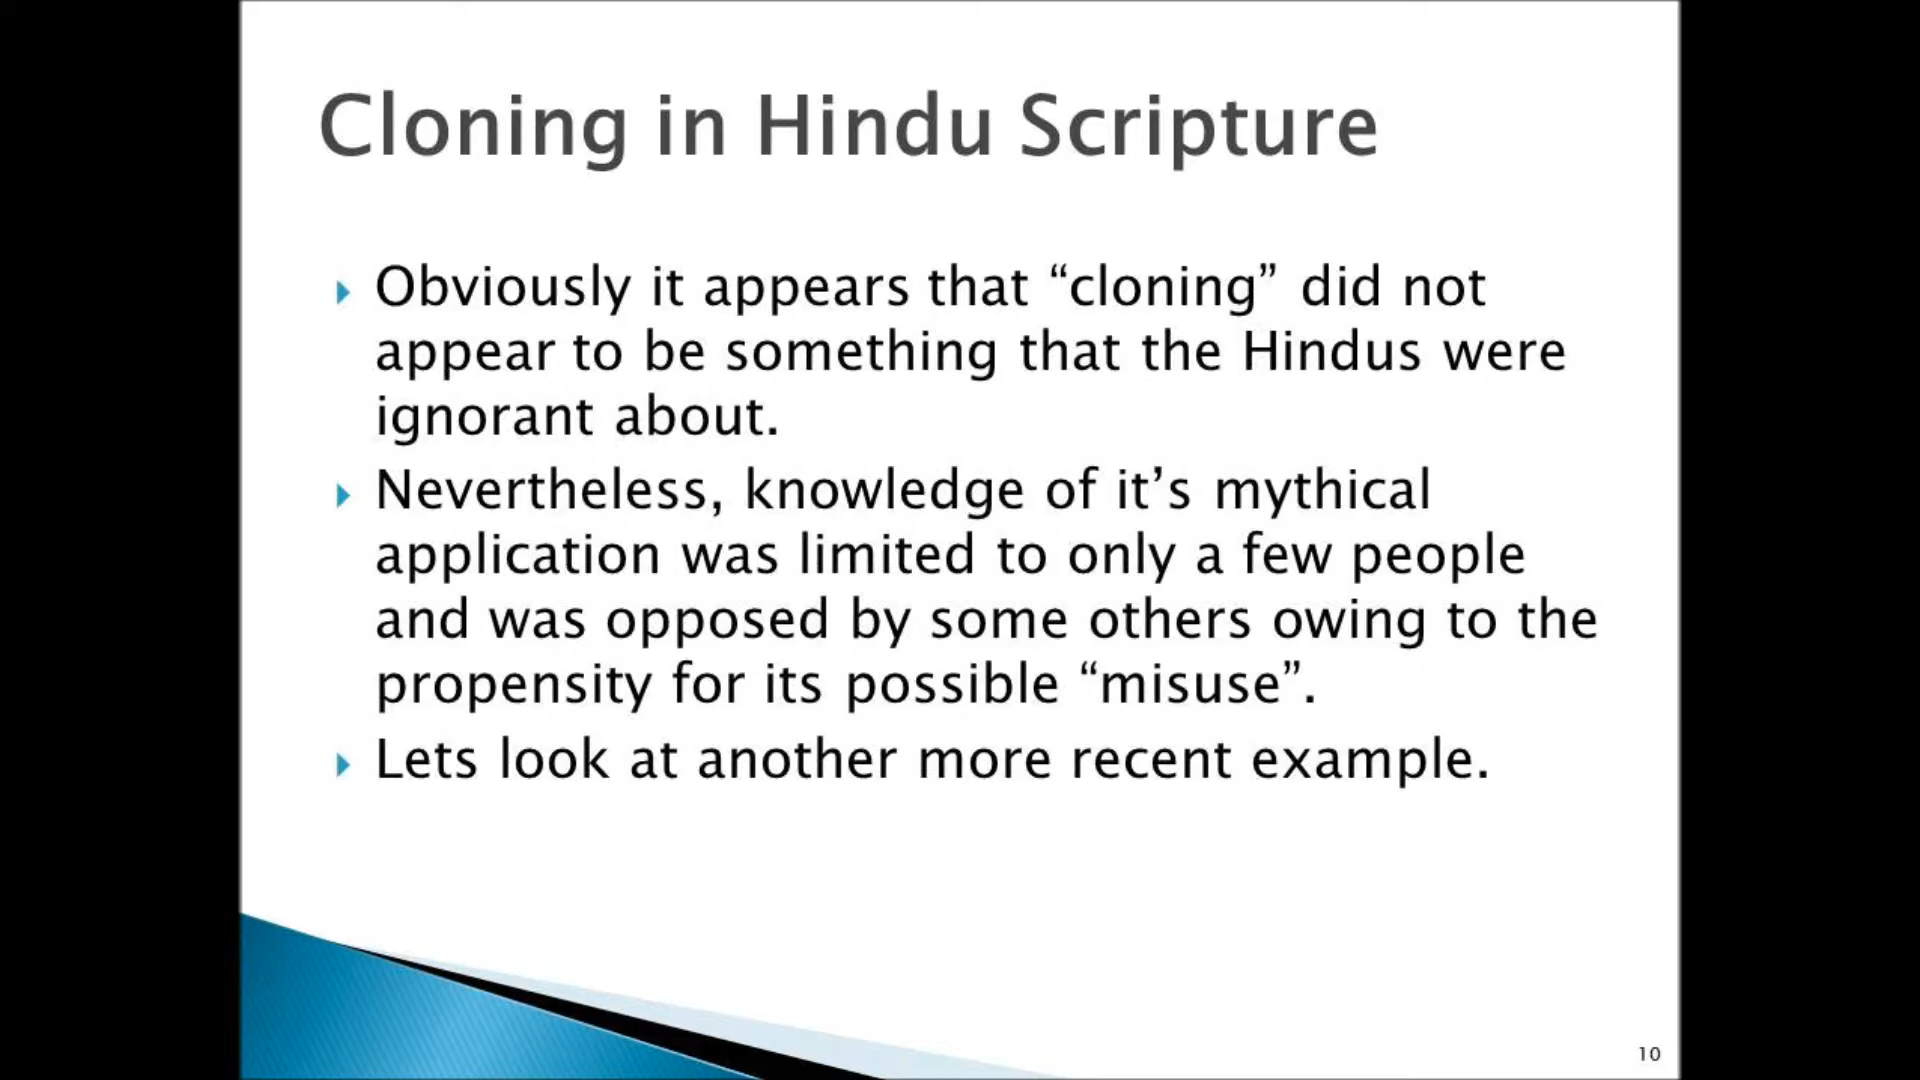 Cloning in Hindu Scripture
Obviously it appears that “cloning” did not
appear to be something that the Hindus were
ignorant about.
Nevertheless, knowledge of it’s mythical
application was limited to only a few people
and was opposed by some others owing to the
propensity for its possible “misuse”.
Lets look at another more recent example.
10